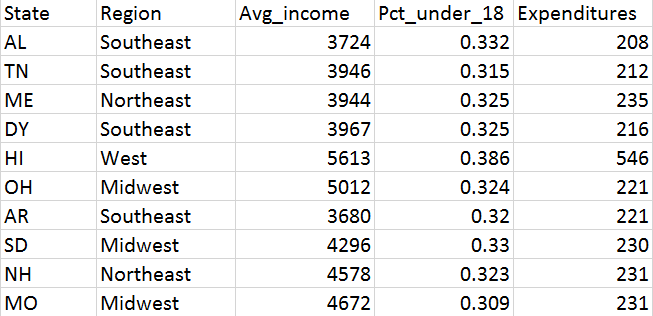 State Region Avg_income Pct_under_18 Expenditures
AL Southeast 3724 0.332 208
TN Southeast 3946 0.315 212
ME Northeast 3944 0.325 235
DY Southeast 3967 0.325 216
HI West 5613 0.386 546
OH Midwest 5012 0.324 221
AR Southeast 3680 0.32 221
SD Midwest 4296 0.33 230
NH Northeast 4578 0.323 231
MO Midwest 4672 0.309 231